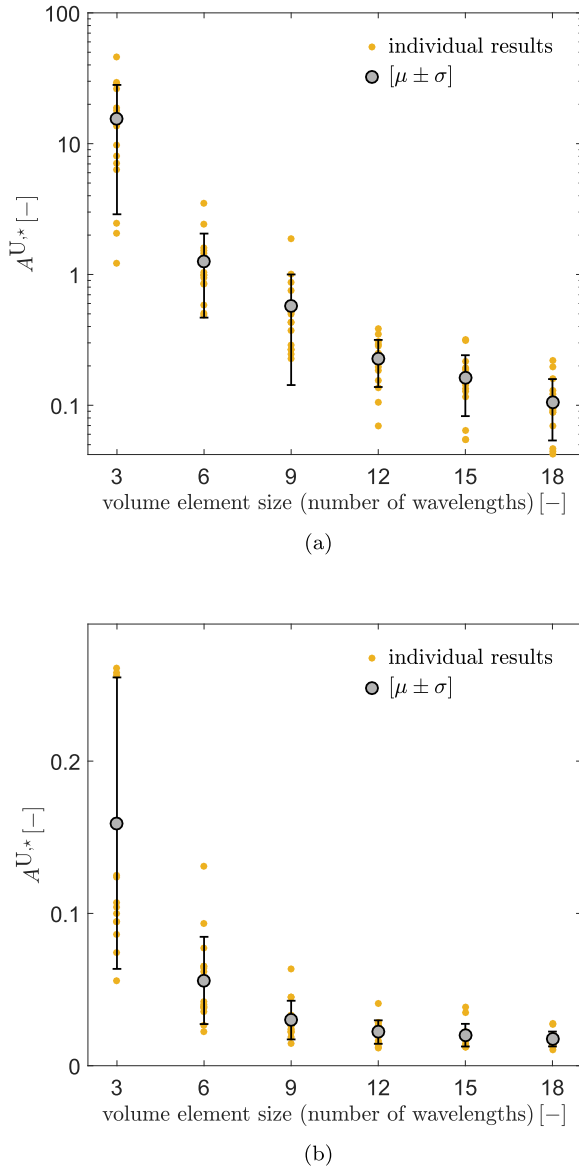 100
10
1
0.1
A^{U,⋆} [−]
individual results
[μ ± σ]
3 6 9 12 15 18
volume element size (number of wavelengths) [−]
(a)
0.2
0.1
0
A^{U,⋆} [−]
individual results
[μ ± σ]
3 6 9 12 15 18
volume element size (number of wavelengths) [−]
(b)